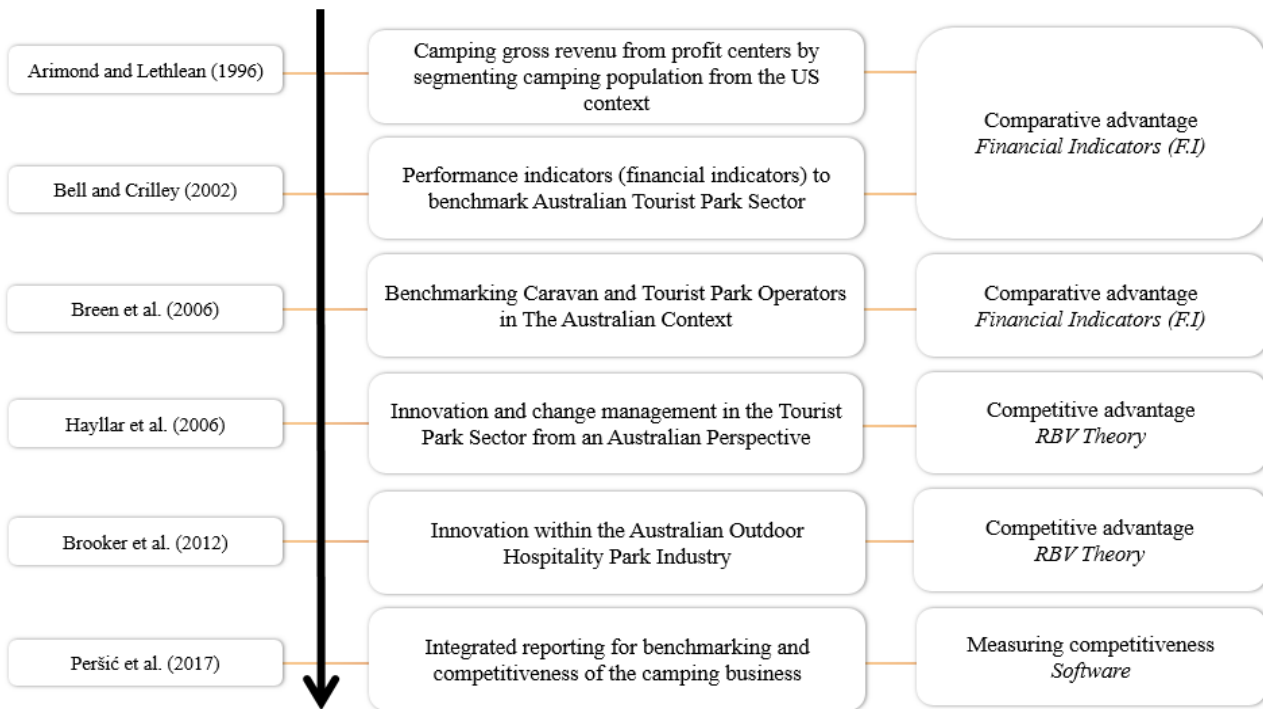 Arimond and Lethlean (1996)
Camping gross revenu from profit centers by
segmenting camping population from the US
context
Comparative advantage
Financial Indicators (F.I)
Bell and Crilley (2002)
Performance indicators (financial indicators) to
benchmark Australian Tourist Park Sector
Breen et al. (2006)
Benchmarking Caravan and Tourist Park Operators
in The Australian Context
Comparative advantage
Financial Indicators (F.I)
Hayllar et al. (2006)
Innovation and change management in the Tourist
Park Sector from an Australian Perspective
Competitive advantage
RBV Theory
Brooker et al. (2012)
Innovation within the Australian Outdoor
Hospitality Park Industry
Competitive advantage
RBV Theory
Peršić et al. (2017)
Integrated reporting for benchmarking and
competitiveness of the camping business
Measuring competitiveness
Software